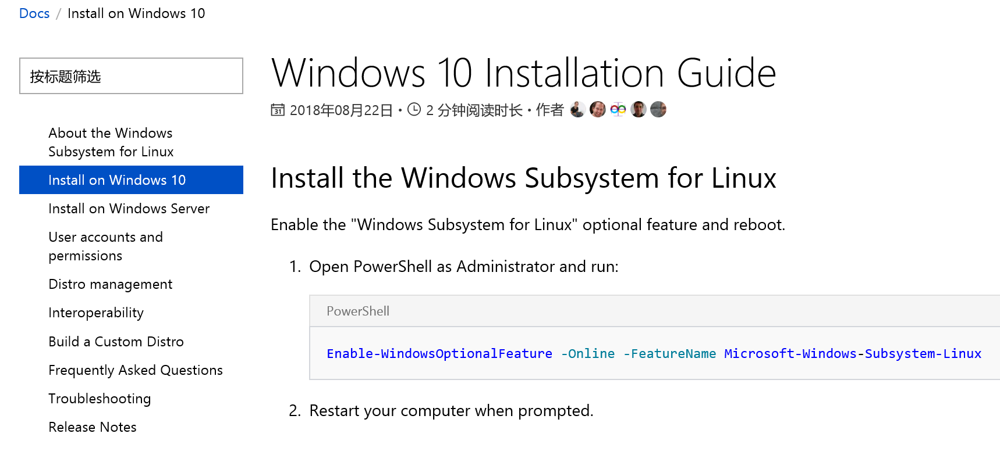 Docs / Install on Windows 10
按标题筛选
About the Windows
Subsystem for Linux
Install on Windows 10
Install on Windows Server
User accounts and
permissions
Distro management
Interoperability
Build a Custom Distro
Frequently Asked Questions
Troubleshooting
Release Notes
Windows 10 Installation Guide
2018年08月22日 • 2 分钟阅读时长 • 作者
Install the Windows Subsystem for Linux
Enable the "Windows Subsystem for Linux" optional feature and reboot.
1. Open PowerShell as Administrator and run:
PowerShell
Enable-WindowsOptionalFeature -Online -FeatureName Microsoft-Windows-Subsystem-Linux
2. Restart your computer when prompted.